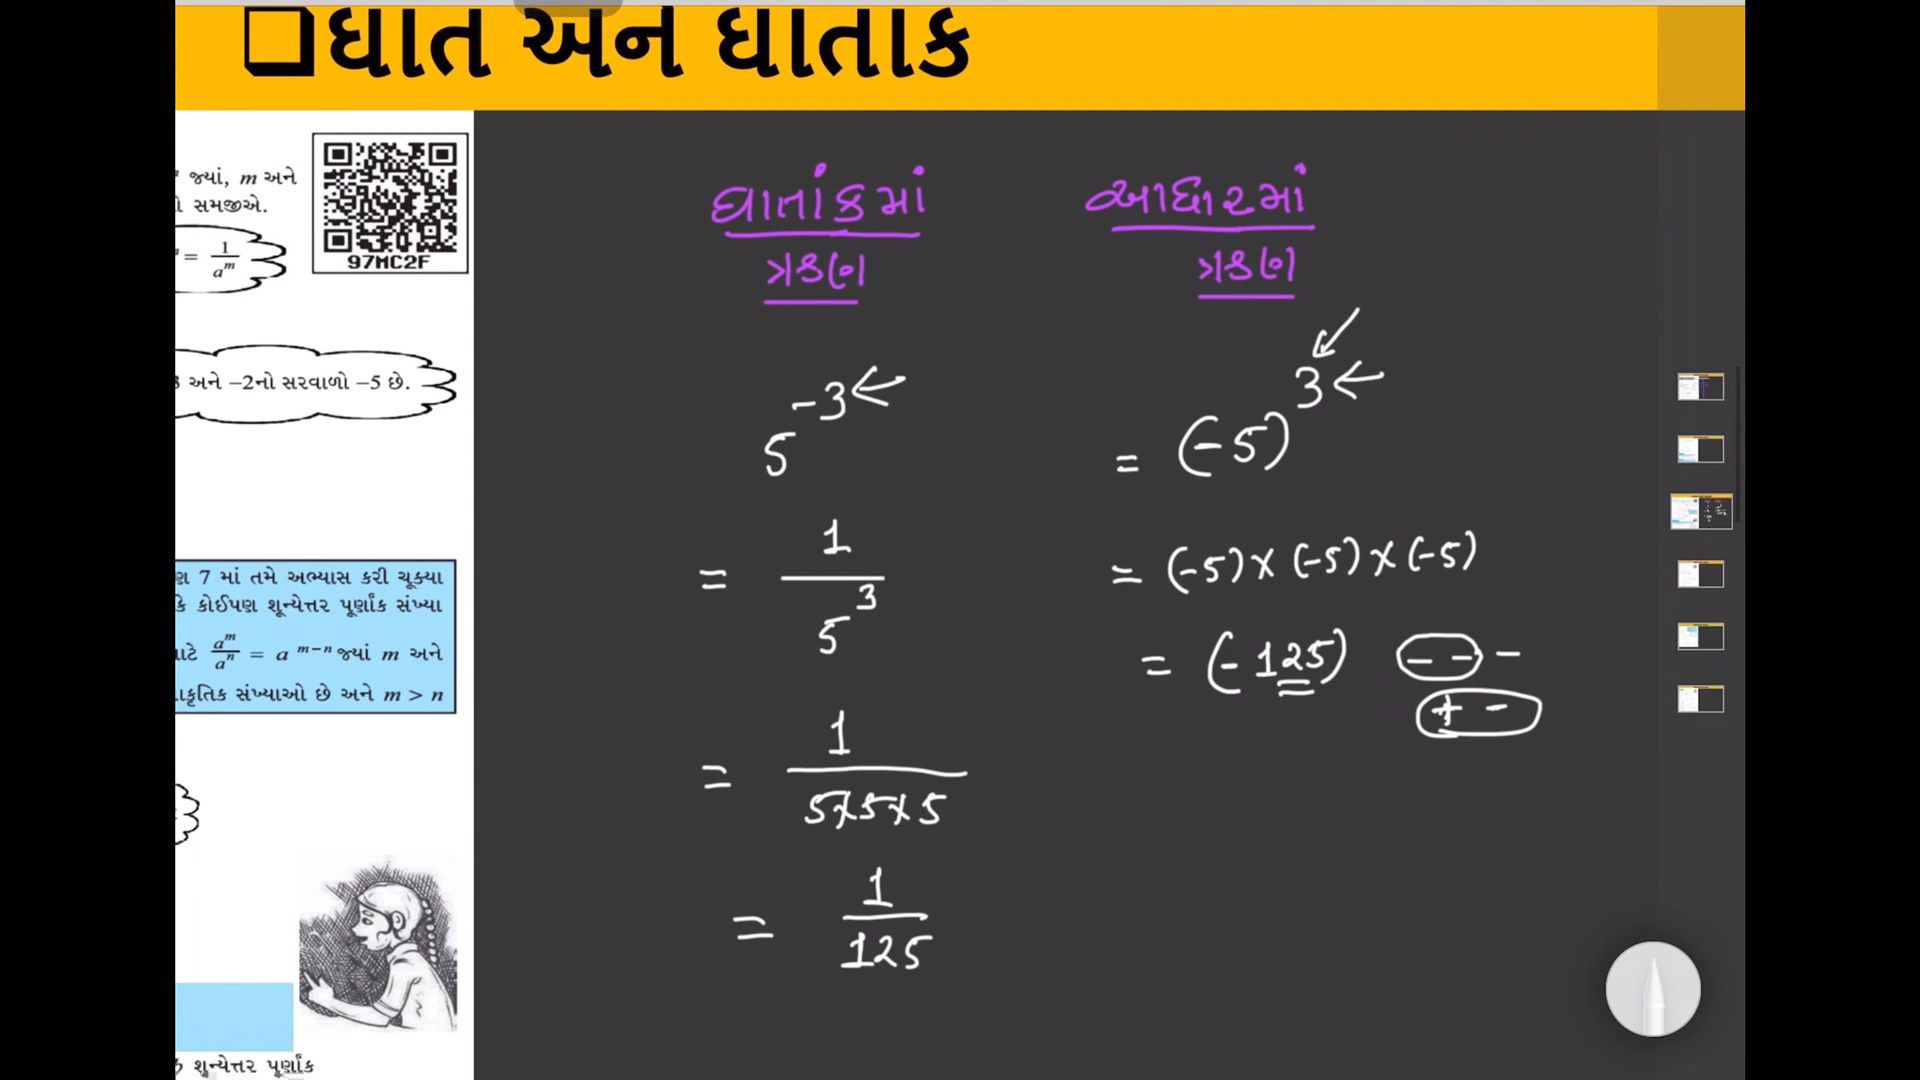 ❑ઘાત અને ઘાતાંક
જ્યાં, m અને
સમજીએ.
= 1/a^m
97MC2F
અને −2નો સરવાળો −5 છે.
7 માં તમે અભ્યાસ કરી ચૂક્યા
કે કોઈપણ શૂન્યેત્તર પૂર્ણાંક સંખ્યા
માટે a^m/a^n = a^{m−n} જ્યાં m અને
પ્રાકૃતિક સંખ્યાઓ છે અને m > n
શૂન્યેત્તર પૂર્ણાંક
ઘાતાંકમાં
ઋણ
5^{-3} ←
= 1/5^3
= 1/(5×5×5)
= 1/125
આધારમાં
ઋણ
= (-5)^3 ←
= (-5)×(-5)×(-5)
= (-125) - - -
+ -